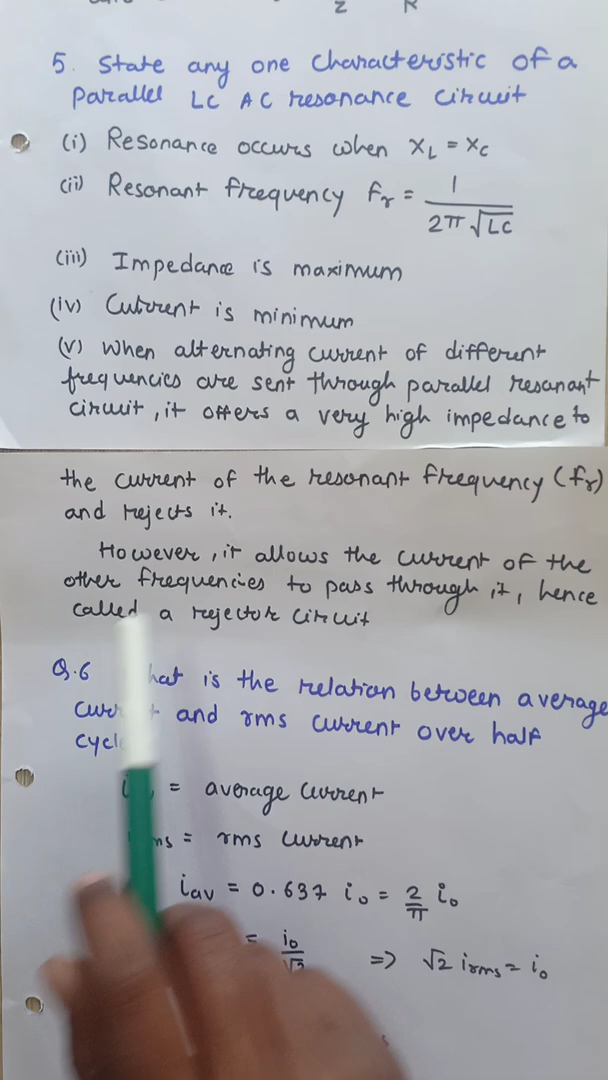 5. State any one characteristic of a
parallel LC AC resonance circuit
(i) Resonance occurs when XL = XC
(ii) Resonant frequency fr = 1 / 2π√LC
(iii) Impedance is maximum
(iv) Current is minimum
(v) when alternating current of different
frequencies are sent through parallel resonant
circuit, it offers a very high impedance to
the current of the resonant frequency (fr)
and rejects it.
However, it allows the current of the
other frequencies to pass through it, hence
called a rejector circuit
Q.6 is the relation between average
and rms current over half
= average current
= rms current
iav = 0.637 i0 = 2/π i0
= i0/√2 => √2 irms = i0